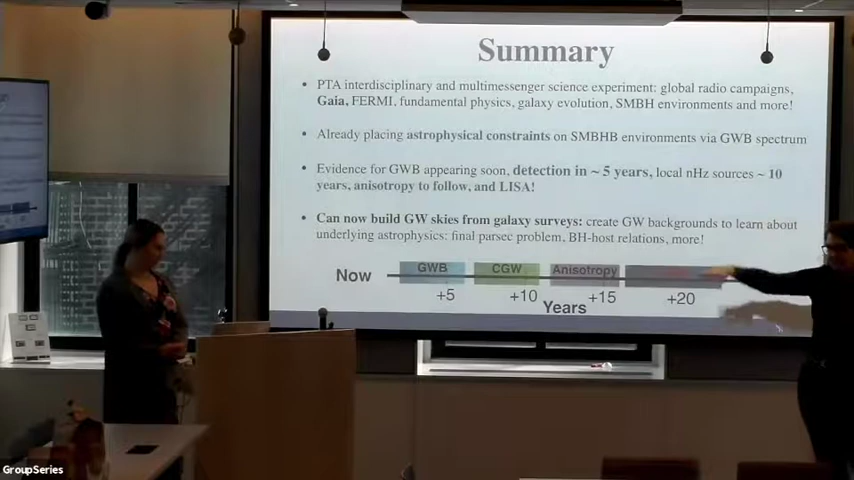 Summary
• PTA interdisciplinary and multimessenger science experiment: global radio campaigns,
Gaia, FERMI, fundamental physics, galaxy evolution, SMBH environments and more!
• Already placing astrophysical constraints on SMBHB environments via GWB spectrum
• Evidence for GWB appearing soon, detection in ~ 5 years, local nHz sources ~ 10
years, anisotropy to follow, and LISA!
• Can now build GW skies from galaxy surveys: create GW backgrounds to learn about
underlying astrophysics: final parsec problem, BH-host relations, more!
Now GWB CGW Anisotropy
+5 +10 +15 +20
Years
GroupSeries